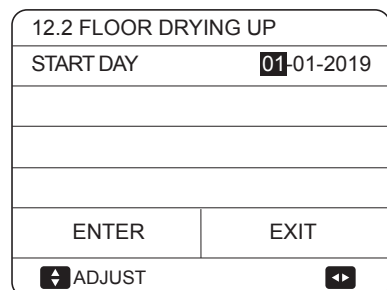 12.2 FLOOR DRYING UP
START DAY 01-01-2019
ENTER EXIT
ADJUST